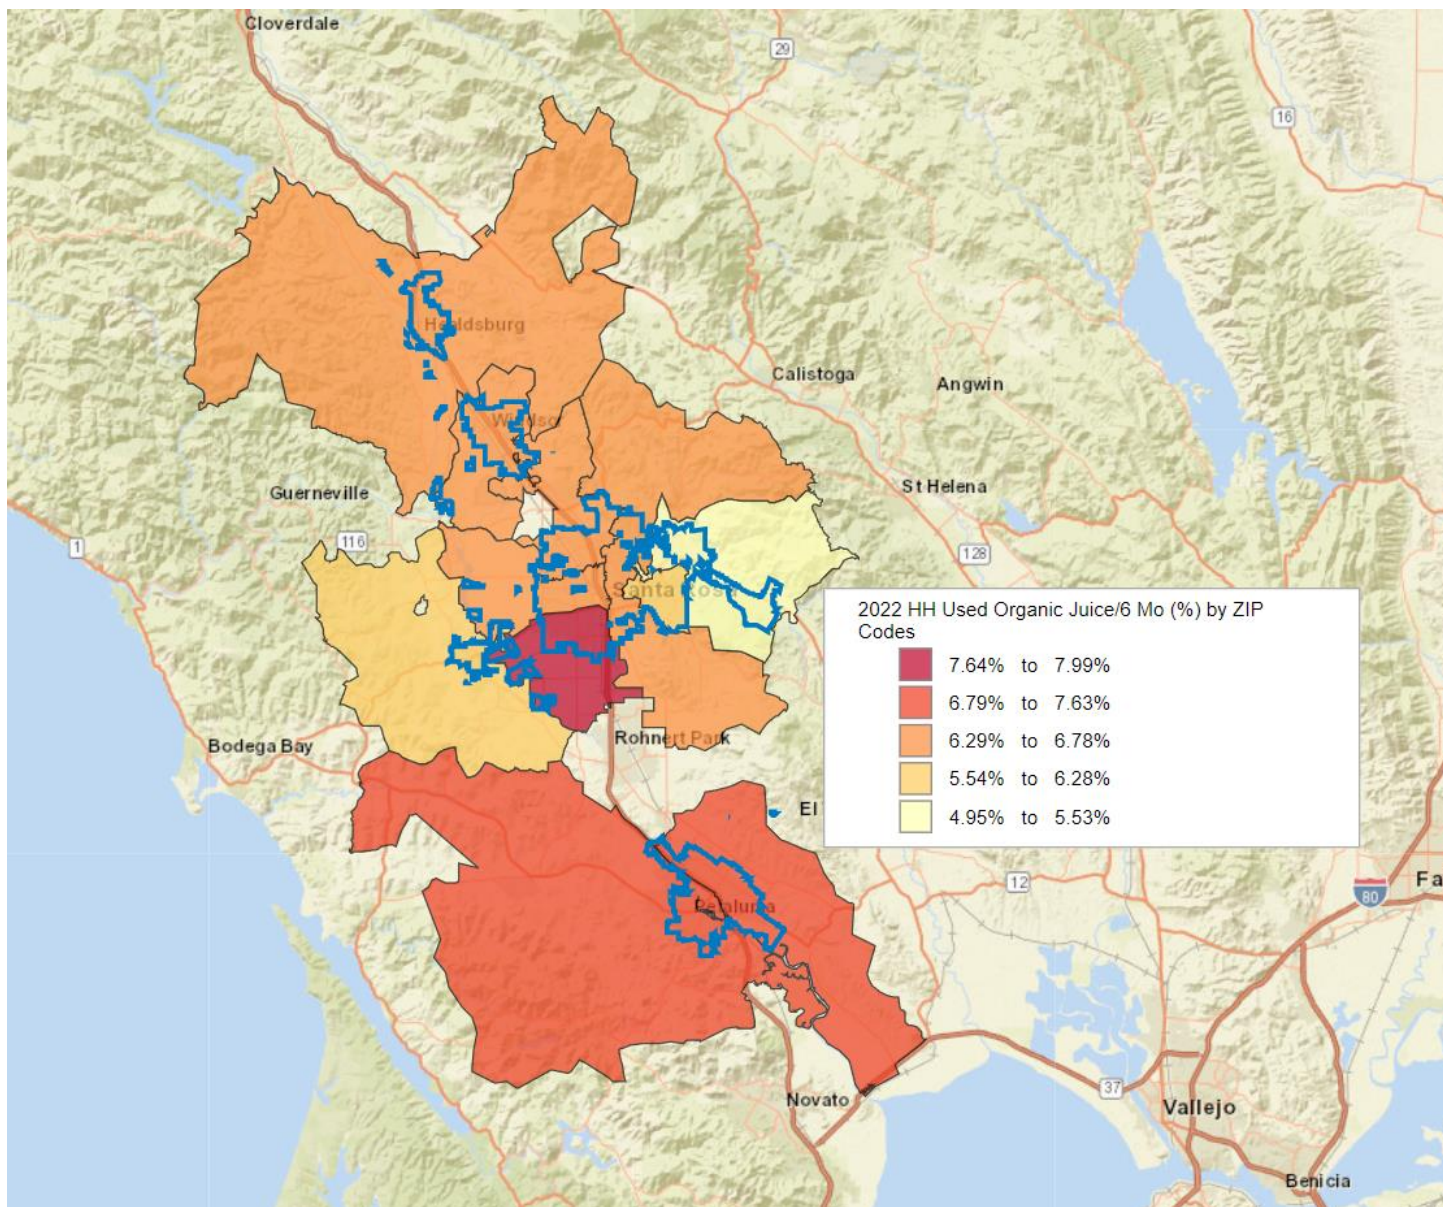 Cloverdale
29
16
Healdsburg
Calistoga
Angwin
Windsor
Guerneville
St Helena
1
116
128
Santa Rosa
2022 HH Used Organic Juice/6 Mo (%) by ZIP
Codes
7.64% to 7.99%
6.79% to 7.63%
6.29% to 6.78%
5.54% to 6.28%
4.95% to 5.53%
Bodega Bay
Rohnert Park
El
12
Fa
80
Petaluma
Novato
37
Vallejo
Benicia